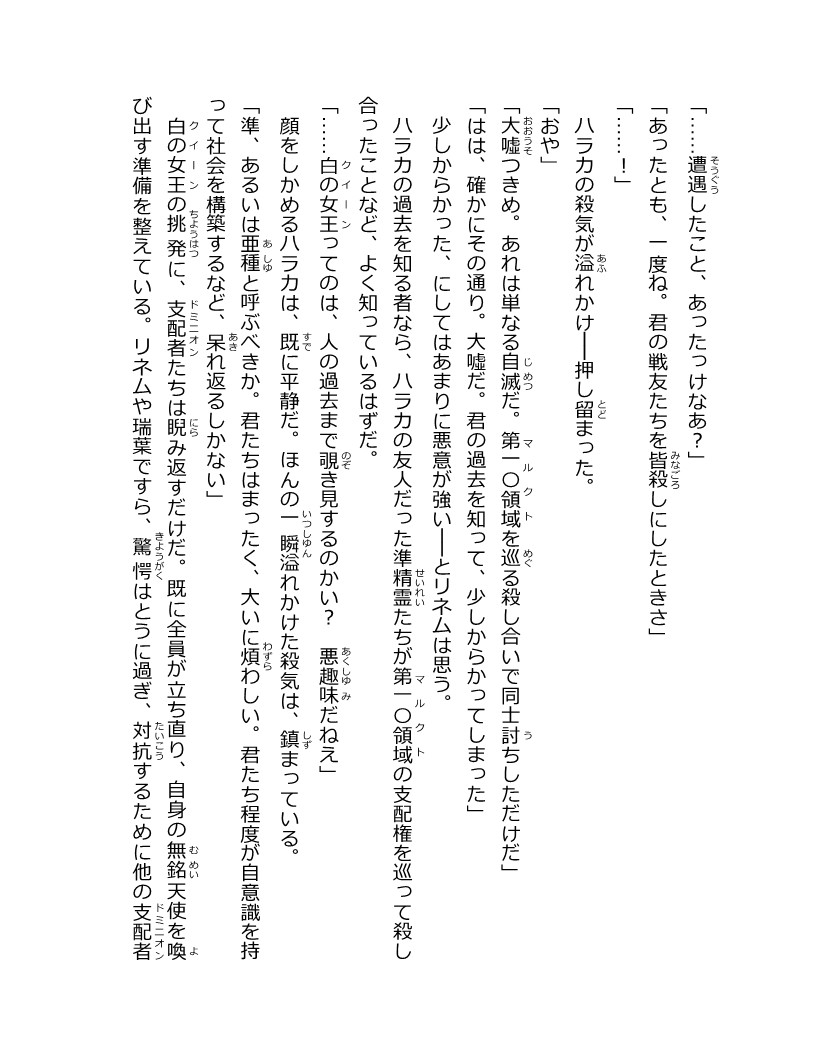 「……遭遇したこと、あったっけなあ？」
「あったとも、一度ね。君の戦友たちを皆殺しにしたときさ」
「……！」
ハラカの殺気が溢れかけ──押し留まった。
「おや」
「大嘘つきめ。あれは単なる自滅だ。第一〇領域を巡る殺し合いで同士討ちしただけだ」
「はは、確かにその通り。大嘘だ。君の過去を知って、少しからかってしまった」
少しからかった、にしてはあまりに悪意が強い──とリネムは思う。
ハラカの過去を知る者なら、ハラカの友人だった準精霊たちが第一〇領域の支配権を巡って殺し
合ったことなど、よく知っているはずだ。
「……白の女王ってのは、人の過去まで覗き見するのかい？　悪趣味だねえ」
顔をしかめるハラカは、既に平静だ。ほんの一瞬溢れかけた殺気は、鎮まっている。
「準、あるいは亜種と呼ぶべきか。君たちはまったく、大いに煩わしい。君たち程度が自意識を持
って社会を構築するなど、呆れ返るしかない」
白の女王の挑発に、支配者たちは睨み返すだけだ。既に全員が立ち直り、自身の無銘天使を喚
び出す準備を整えている。リネムや瑞葉ですら、驚愕はとうに過ぎ、対抗するために他の支配者